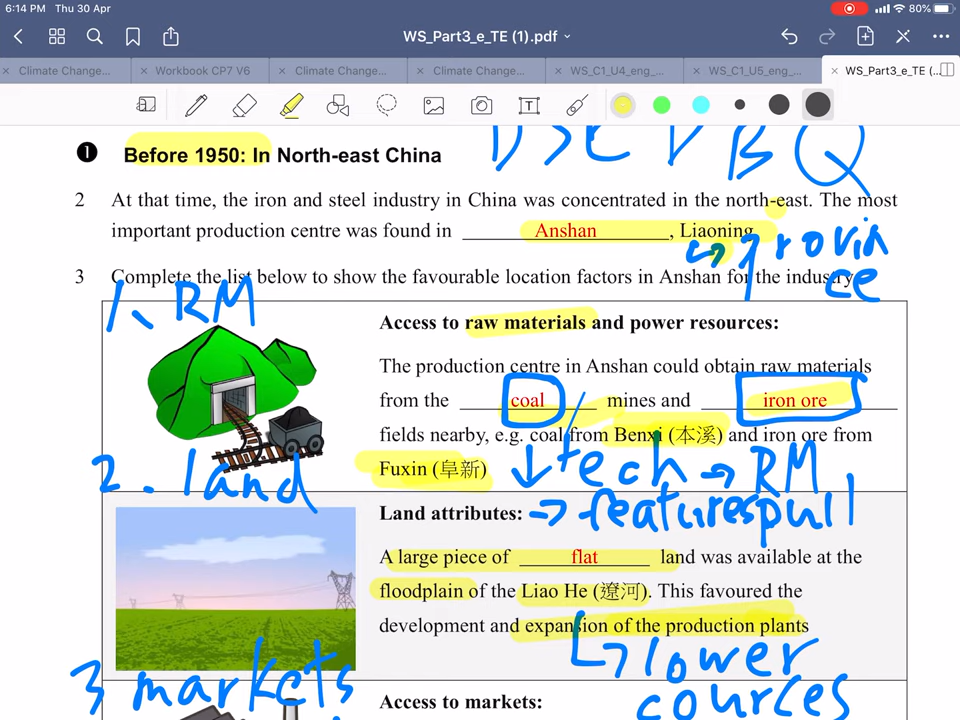 6:14 PM Thu 30 Apr
80%
WS_Part3_e_TE (1).pdf
Climate Change...
Workbook CP7 V6
Climate Change...
Climate Change...
WS_C1_U4_eng_...
WS_C1_U5_eng_...
WS_Part3_e_TE (...
DSE DBQ
❶ Before 1950: In North-east China
2 At that time, the iron and steel industry in China was concentrated in the north-east. The most
important production centre was found in Anshan, Liaoning.
↳ province
3 Complete the list below to show the favourable location factors in Anshan for the industry.
1、RM
Access to raw materials and power resources:
The production centre in Anshan could obtain raw materials
from the coal mines and iron ore
fields nearby, e.g. coal from Benxi (本溪) and iron ore from
Fuxin (阜新)
↓ tech → RM
2. land
Land attributes: → features pull
A large piece of flat land was available at the
floodplain of the Liao He (遼河). This favoured the
development and expansion of the production plants
↳ lower
cources
3 markets
Access to markets: